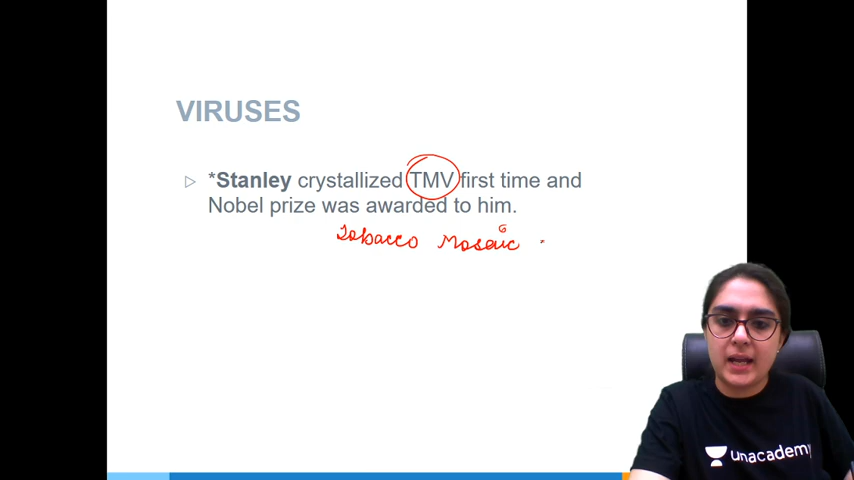 VIRUSES
*Stanley crystallized TMV first time and
Nobel prize was awarded to him.
Tobacco Mosaic
unacademy